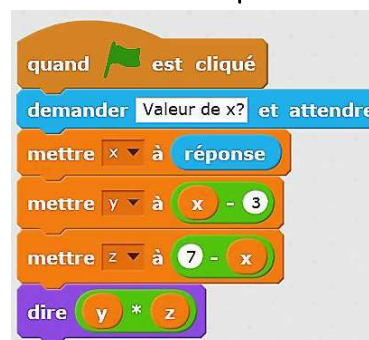 quand est cliqué
demander Valeur de x? et attendre
mettre x à réponse
mettre y à x - 3
mettre z à 7 - x
dire y * z